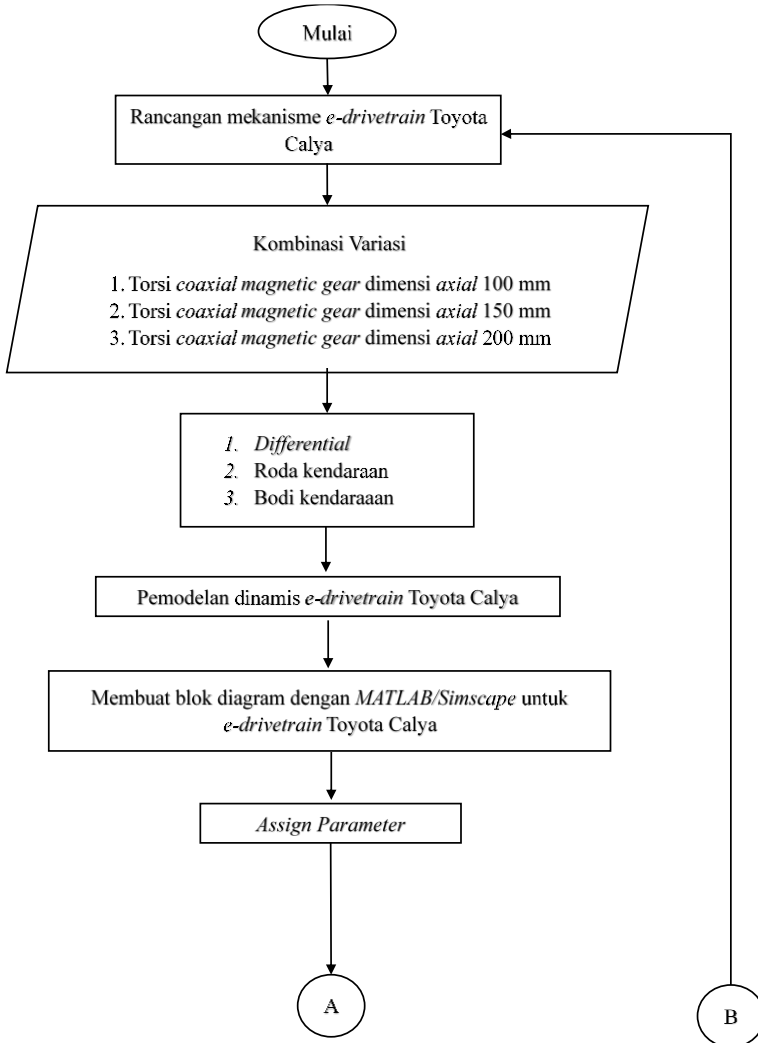 Mulai
Rancangan mekanisme e-drivetrain Toyota
Calya
Kombinasi Variasi
1. Torsi coaxial magnetic gear dimensi axial 100 mm
2. Torsi coaxial magnetic gear dimensi axial 150 mm
3. Torsi coaxial magnetic gear dimensi axial 200 mm
1. Differential
2. Roda kendaraan
3. Bodi kendaraaan
Pemodelan dinamis e-drivetrain Toyota Calya
Membuat blok diagram dengan MATLAB/Simscape untuk
e-drivetrain Toyota Calya
Assign Parameter
A
B